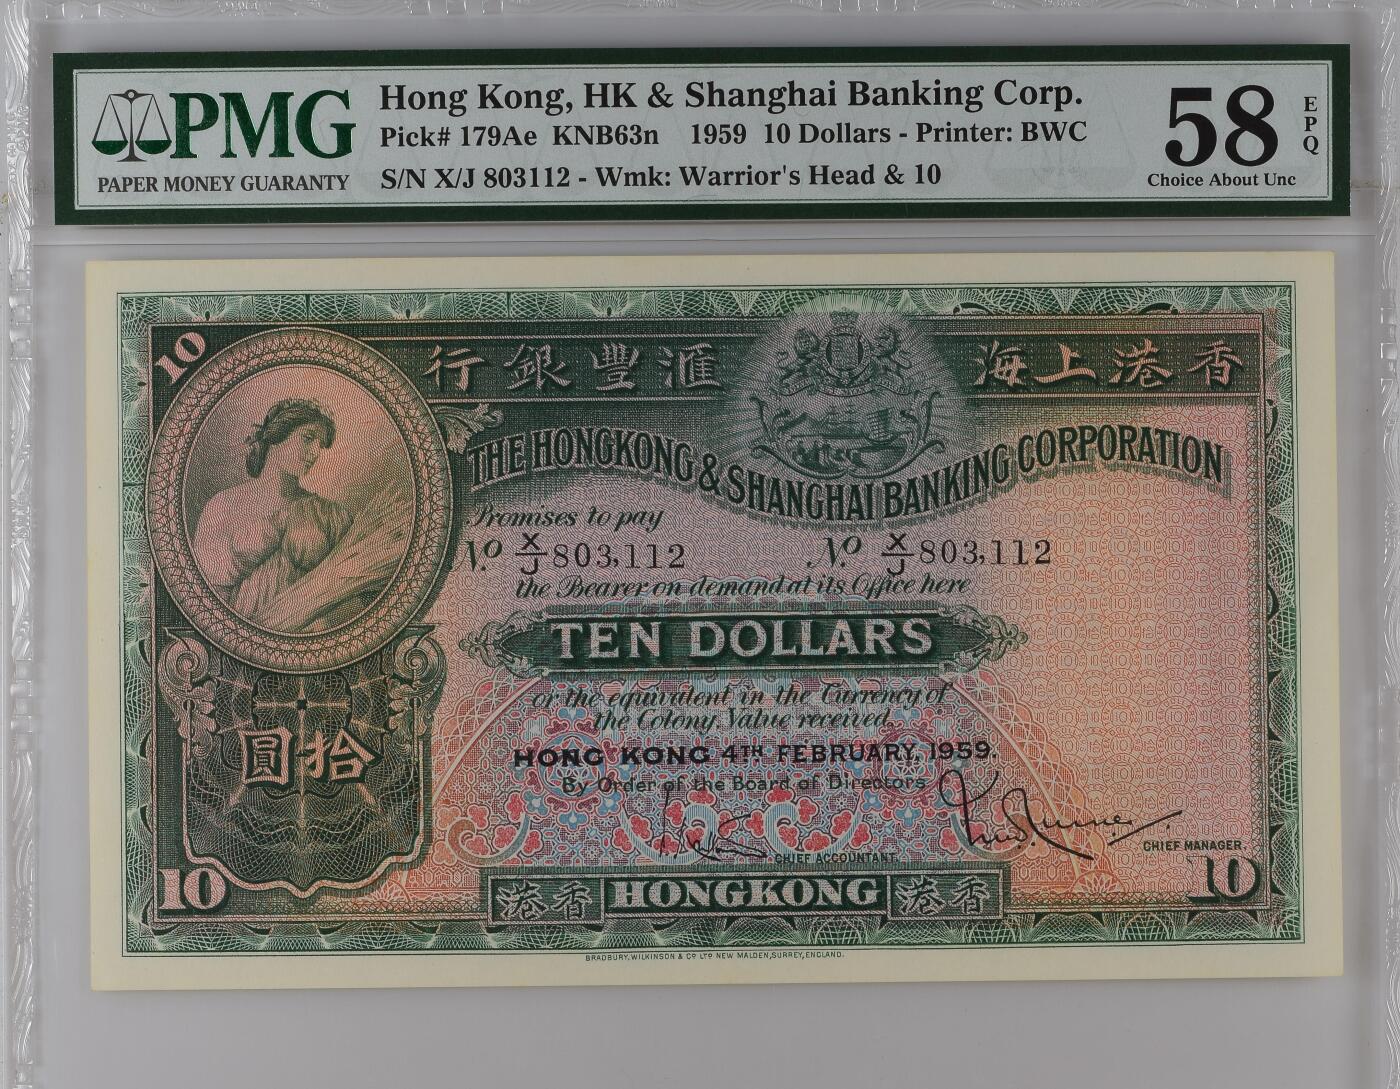 PMG
PAPER MONEY GUARANTY
Hong Kong, HK & Shanghai Banking Corp.
Pick# 179Ae KNB63n 1959 10 Dollars - Printer: BWC
S/N X/J 803112 - Wmk: Warrior's Head & 10
58
EPQ
Choice About Unc
10
行銀豐滙 海上港香
THE HONGKONG & SHANGHAI BANKING CORPORATION
Promises to pay
No. X/J 803,112 No. X/J 803,112
the Bearer on demand at its Office here
TEN DOLLARS
or the equivalent in the Currency of
the Colony, Value received
HONG KONG 4TH FEBRUARY, 1959.
By Order of the Board of Directors
圓拾
CHIEF ACCOUNTANT.
CHIEF MANAGER.
10 10
港香 HONGKONG 港香
BRADBURY, WILKINSON & Co LTD NEW MALDEN, SURREY, ENGLAND.